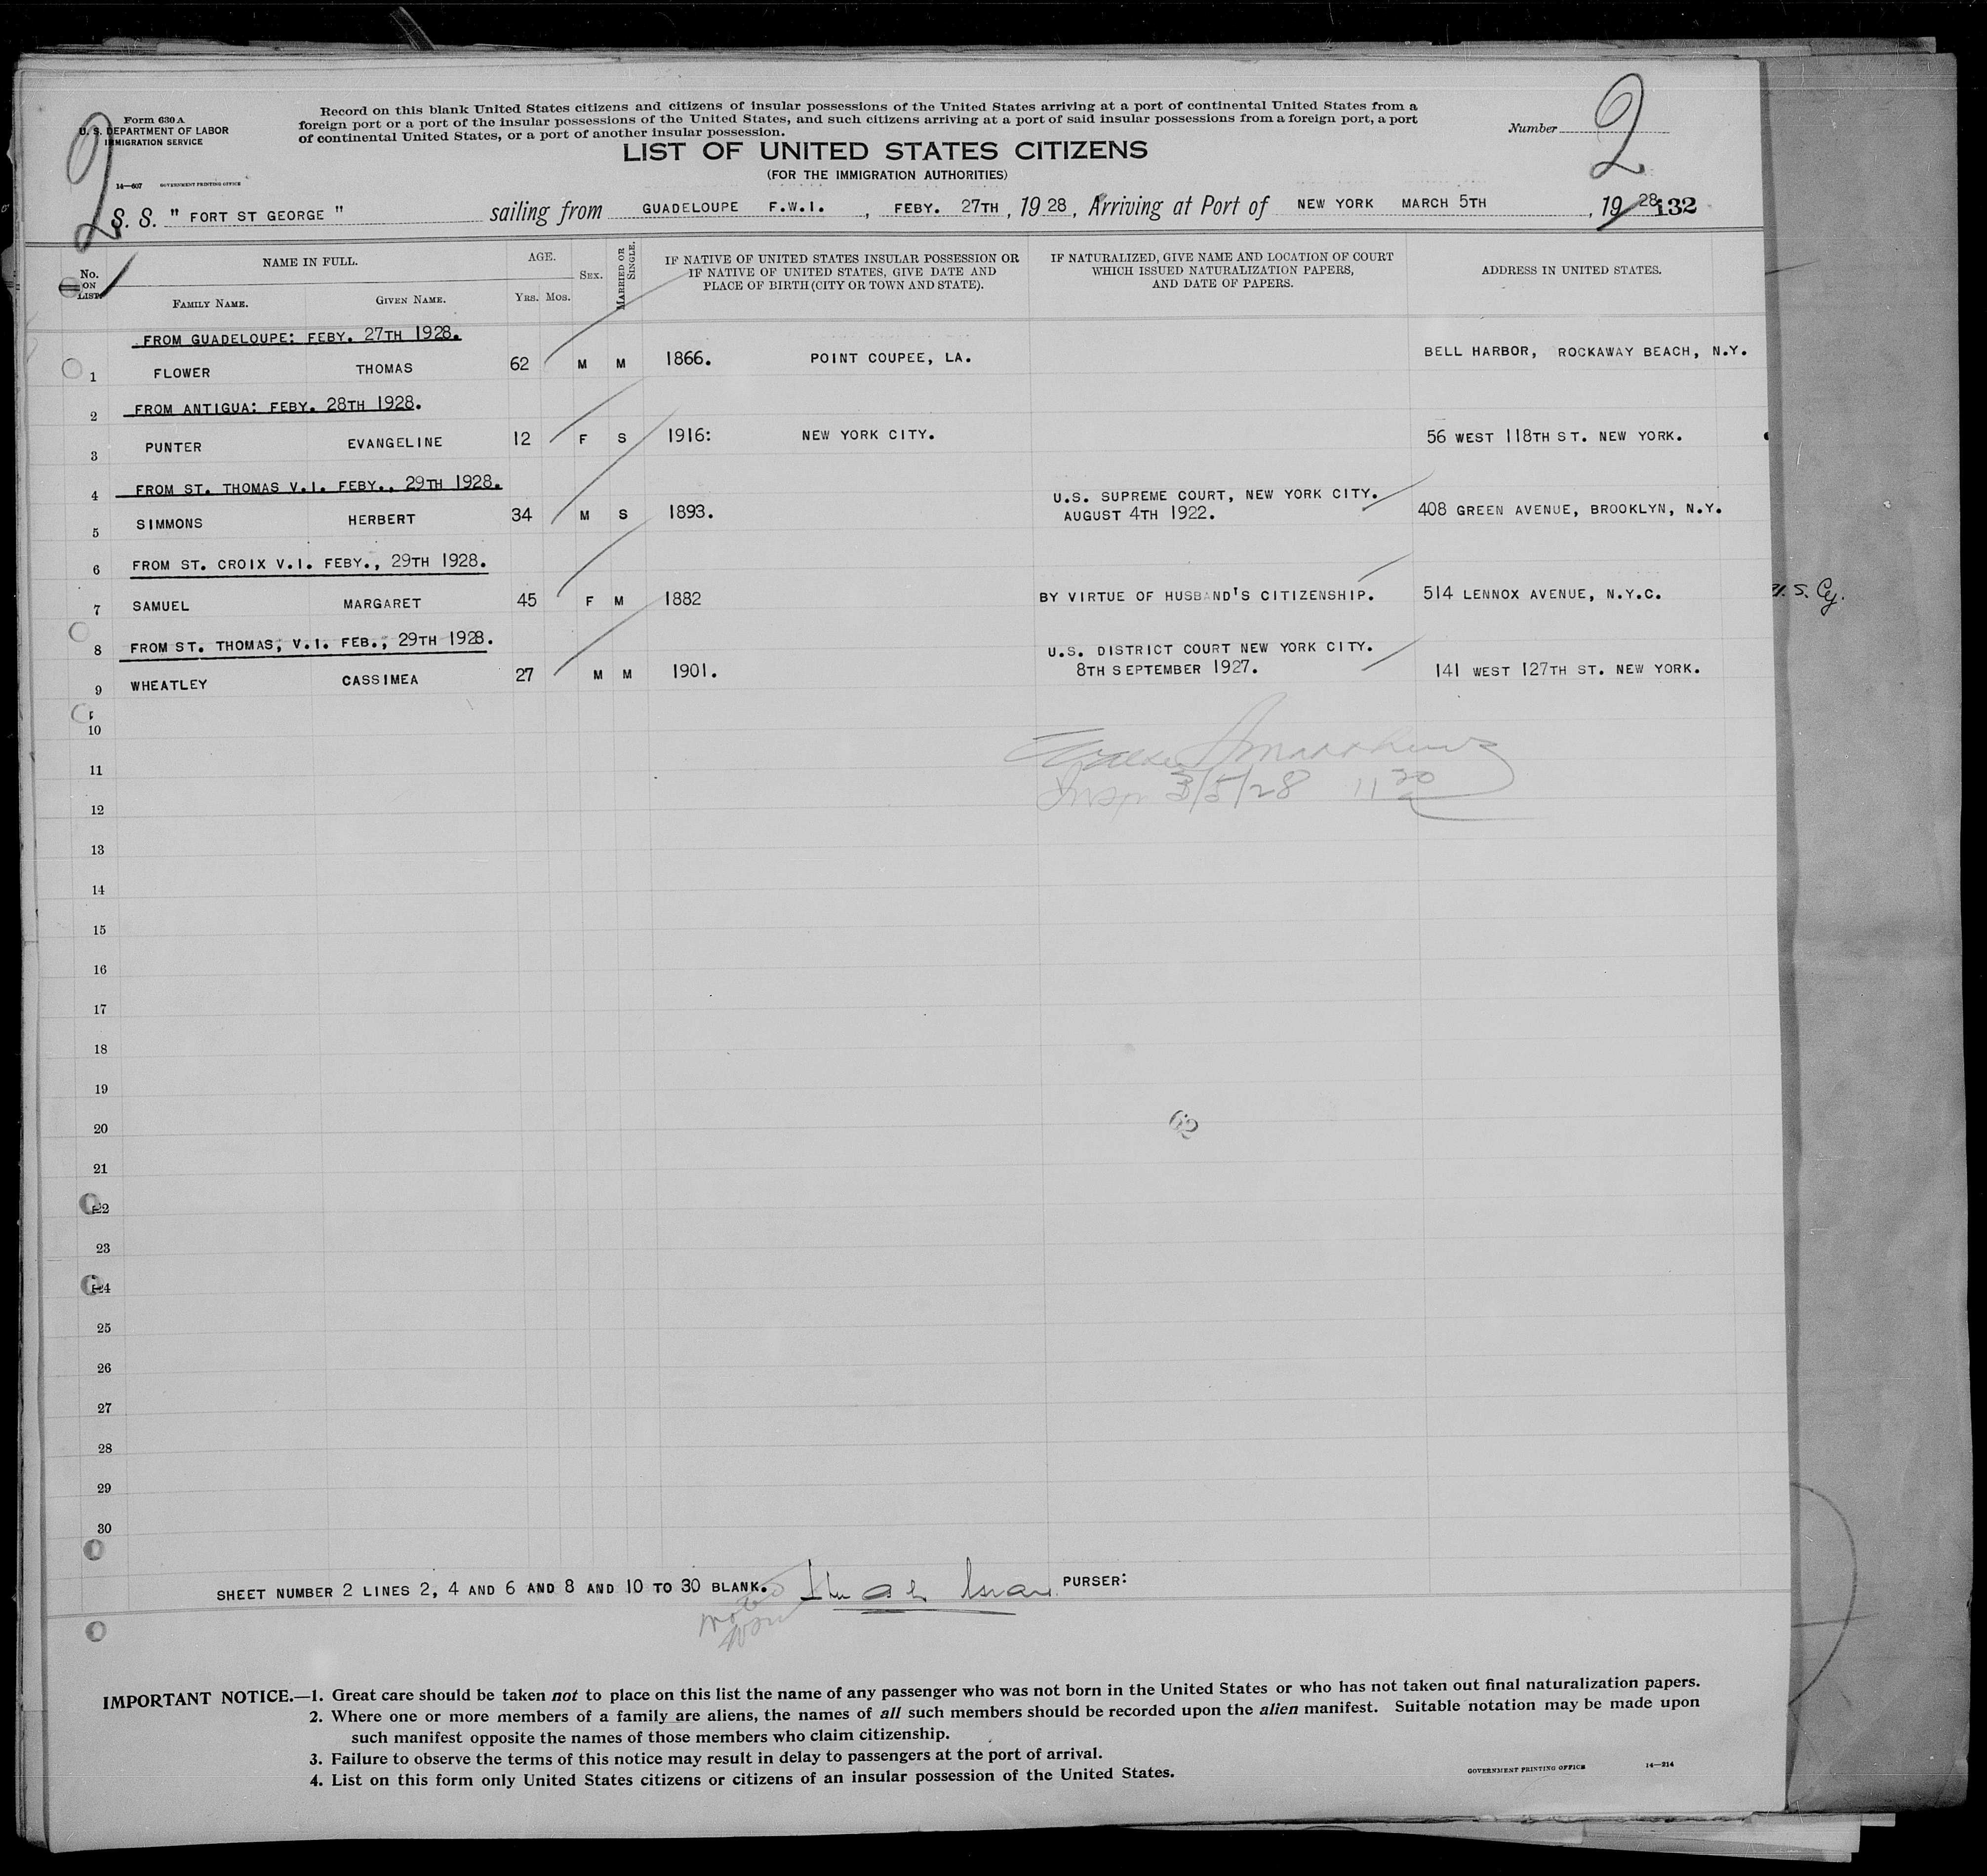 Form 630 A
U. S. DEPARTMENT OF LABOR
IMMIGRATION SERVICE
14—607 GOVERNMENT PRINTING OFFICE
Record on this blank United States citizens and citizens of insular possessions of the United States arriving at a port of continental United States from a
foreign port or a port of the insular possessions of the United States, and such citizens arriving at a port of said insular possessions from a foreign port, a port
of continental United States, or a port of another insular possession.
Number 2
2
LIST OF UNITED STATES CITIZENS
(FOR THE IMMIGRATION AUTHORITIES)
S. S. " FORT ST GEORGE " sailing from GUADELOUPE F.W.I. , FEBY. 27TH , 19 28 , Arriving at Port of NEW YORK MARCH 5TH , 19 28 132
No. ON LIST. NAME IN FULL. AGE. SEX. MARRIED OR SINGLE. IF NATIVE OF UNITED STATES INSULAR POSSESSION OR IF NATIVE OF UNITED STATES, GIVE DATE AND PLACE OF BIRTH (CITY OR TOWN AND STATE). IF NATURALIZED, GIVE NAME AND LOCATION OF COURT WHICH ISSUED NATURALIZATION PAPERS, AND DATE OF PAPERS. ADDRESS IN UNITED STATES.
FAMILY NAME. GIVEN NAME. YRS. MOS.
FROM GUADELOUPE: FEBY. 27TH 1928.
1 FLOWER THOMAS 62 M M 1866. POINT COUPEE, LA. BELL HARBOR, ROCKAWAY BEACH, N.Y.
2 FROM ANTIGUA: FEBY. 28TH 1928.
3 PUNTER EVANGELINE 12 F S 1916: NEW YORK CITY. 56 WEST 118TH ST. NEW YORK.
4 FROM ST. THOMAS V.I. FEBY., 29TH 1928.
5 SIMMONS HERBERT 34 M S 1893. U.S. SUPREME COURT, NEW YORK CITY. AUGUST 4TH 1922. 408 GREEN AVENUE, BROOKLYN, N.Y.
6 FROM ST. CROIX V.I. FEBY., 29TH 1928.
7 SAMUEL MARGARET 45 F M 1882 BY VIRTUE OF HUSBAND'S CITIZENSHIP. 514 LENNOX AVENUE, N.Y.C. U. S. Cy.
8 FROM ST. THOMAS, V.I. FEB., 29TH 1928.
9 WHEATLEY CASSIMEA 27 M M 1901. U.S. DISTRICT COURT NEW YORK CITY. 8TH SEPTEMBER 1927. 141 WEST 127TH ST. NEW YORK.
10
11
Insp 3/5/28 11 20
12
13
14
15
16
17
18
19
20
62
21
22
23
24
25
26
27
28
29
30
SHEET NUMBER 2 LINES 2, 4 AND 6 AND 8 AND 10 TO 30 BLANK. PURSER:
IMPORTANT NOTICE.—1. Great care should be taken not to place on this list the name of any passenger who was not born in the United States or who has not taken out final naturalization papers.
2. Where one or more members of a family are aliens, the names of all such members should be recorded upon the alien manifest. Suitable notation may be made upon
such manifest opposite the names of those members who claim citizenship.
3. Failure to observe the terms of this notice may result in delay to passengers at the port of arrival.
4. List on this form only United States citizens or citizens of an insular possession of the United States.
GOVERNMENT PRINTING OFFICE 14—214